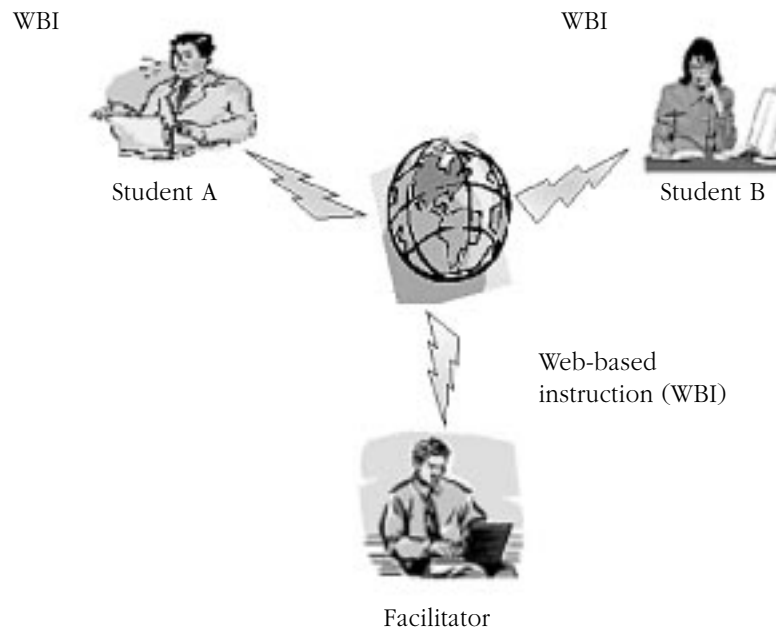 WBI
WBI
Student A
Student B
Web-based
instruction (WBI)
Facilitator